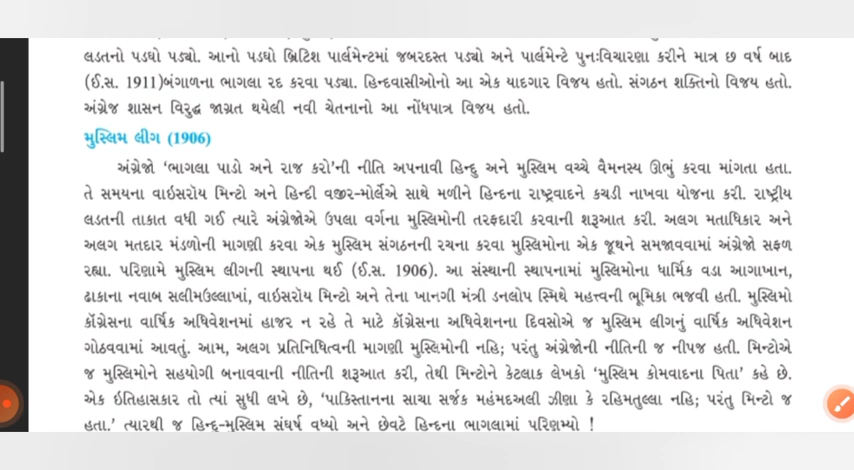 લડતનો પડઘો પડ્યો. આનો પડઘો બ્રિટિશ પાર્લમેન્ટમાં જબરદસ્ત પડ્યો અને પાર્લમેન્ટે પુનઃવિચારણા કરીને માત્ર છ વર્ષ બાદ
(ઈ.સ. 1911)બંગાળના ભાગલા રદ કરવા પડ્યા. હિન્દવાસીઓનો આ એક યાદગાર વિજય હતો. સંગઠન શક્તિનો વિજય હતો.
અંગ્રેજ શાસન વિરુદ્ધ જાગ્રત થયેલી નવી ચેતનાનો આ નોંધપાત્ર વિજય હતો.
મુસ્લિમ લીગ (1906)
અંગ્રેજો ‘ભાગલા પાડો અને રાજ કરો’ની નીતિ અપનાવી હિન્દુ અને મુસ્લિમ વચ્ચે વૈમનસ્ય ઊભું કરવા માંગતા હતા.
તે સમયના વાઇસરૉય મિન્ટો અને હિન્દી વજીર-મોર્લેએ સાથે મળીને હિન્દના રાષ્ટ્રવાદને કચડી નાખવા યોજના કરી. રાષ્ટ્રીય
લડતની તાકાત વધી ગઈ ત્યારે અંગ્રેજોએ ઉપલા વર્ગના મુસ્લિમોની તરફદારી કરવાની શરૂઆત કરી. અલગ મતાધિકાર અને
અલગ મતદાર મંડળોની માગણી કરવા એક મુસ્લિમ સંગઠનની રચના કરવા મુસ્લિમોના એક જૂથને સમજાવવામાં અંગ્રેજો સફળ
રહ્યા. પરિણામે મુસ્લિમ લીગની સ્થાપના થઈ (ઈ.સ. 1906). આ સંસ્થાની સ્થાપનામાં મુસ્લિમોના ધાર્મિક વડા આગાખાન,
ઢાકાના નવાબ સલીમઉલ્લાખાં, વાઇસરૉય મિન્ટો અને તેના ખાનગી મંત્રી ડનલોપ સ્મિથે મહત્ત્વની ભૂમિકા ભજવી હતી. મુસ્લિમો
કૉંગ્રેસના વાર્ષિક અધિવેશનમાં હાજર ન રહે તે માટે કૉંગ્રેસના અધિવેશનના દિવસોએ જ મુસ્લિમ લીગનું વાર્ષિક અધિવેશન
ગોઠવવામાં આવતું. આમ, અલગ પ્રતિનિધિત્વની માગણી મુસ્લિમોની નહિ; પરંતુ અંગ્રેજોની નીતિની જ નીપજ હતી. મિન્ટોએ
જ મુસ્લિમોને સહયોગી બનાવવાની નીતિની શરૂઆત કરી, તેથી મિન્ટોને કેટલાક લેખકો ‘મુસ્લિમ કોમવાદના પિતા’ કહે છે.
એક ઇતિહાસકાર તો ત્યાં સુધી લખે છે, ‘પાકિસ્તાનના સાચા સર્જક મહંમદઅલી ઝીણા કે રહિમતુલ્લા નહિ; પરંતુ મિન્ટો જ
હતા.’ ત્યારથી જ હિન્દુ-મુસ્લિમ સંઘર્ષ વધ્યો અને છેવટે હિન્દના ભાગલામાં પરિણમ્યો !